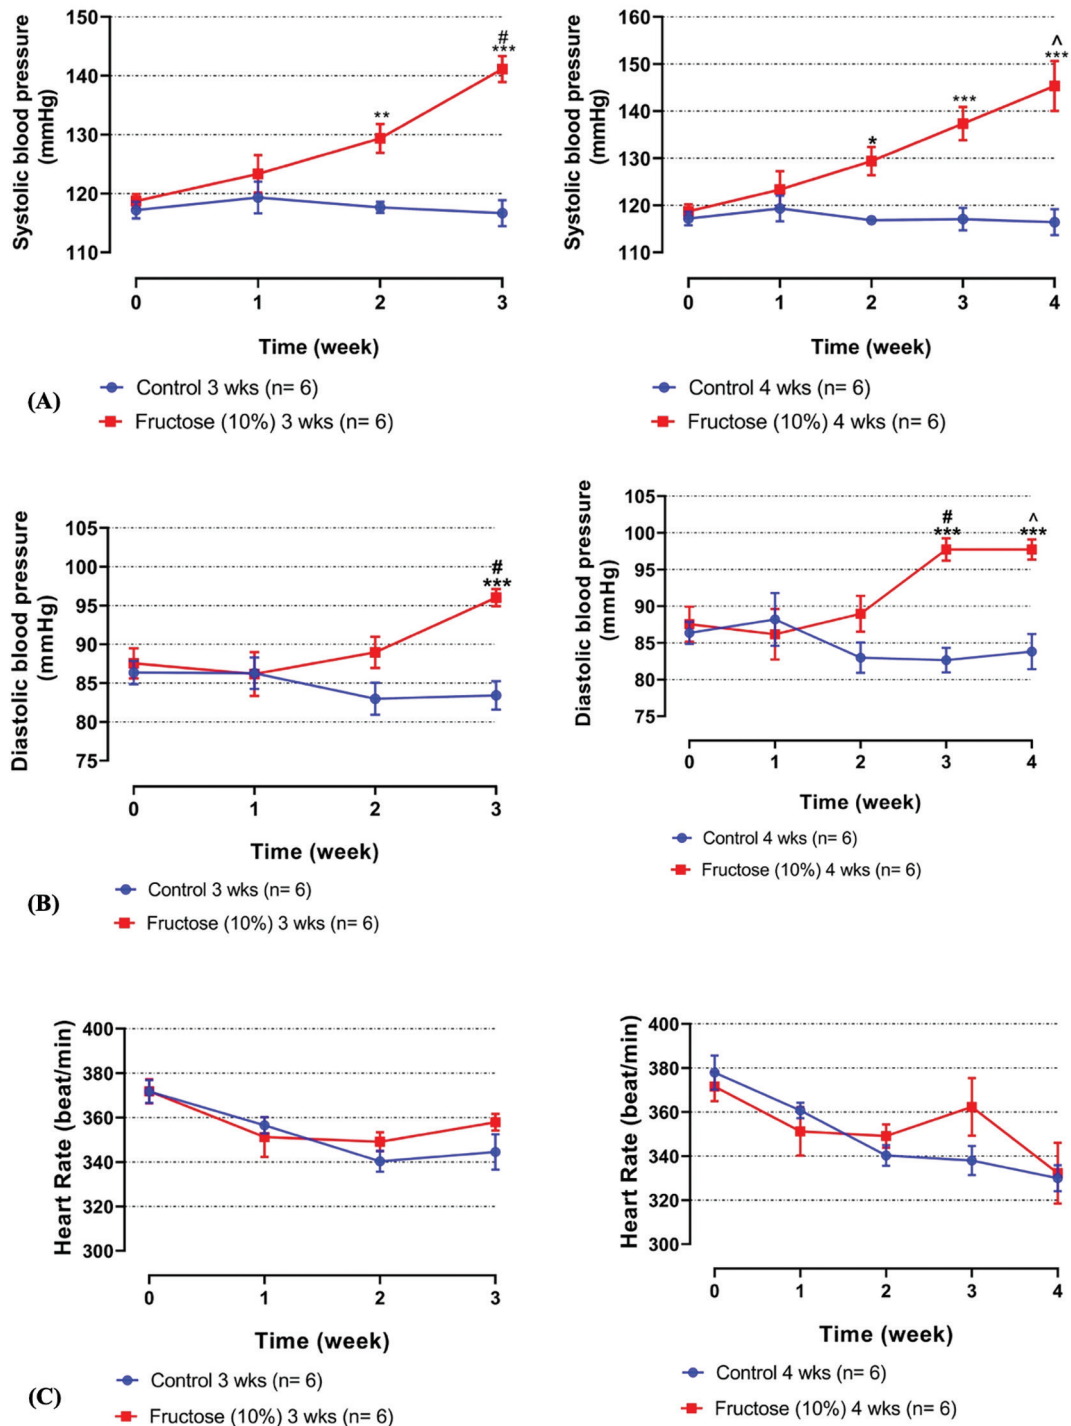 Systolic blood pressure
(mmHg)
150
140
130
120
110
#
***
**
0 1 2 3
Time (week)
Control 3 wks (n= 6)
Fructose (10%) 3 wks (n= 6)
Systolic blood pressure
(mmHg)
160
150
140
130
120
110
^
***
***
*
0 1 2 3 4
Time (week)
Control 4 wks (n= 6)
Fructose (10%) 4 wks (n= 6)
(A)
Diastolic blood pressure
(mmHg)
105
100
95
90
85
80
75
#
***
0 1 2 3
Time (week)
Control 3 wks (n= 6)
Fructose (10%) 3 wks (n= 6)
Diastolic blood pressure
(mmHg)
105
100
95
90
85
80
75
# ^
*** ***
0 1 2 3 4
Time (week)
Control 4 wks (n= 6)
Fructose (10%) 4 wks (n= 6)
(B)
Heart Rate (beat/min)
400
380
360
340
320
300
0 1 2 3
Time (week)
Control 3 wks (n= 6)
Fructose (10%) 3 wks (n= 6)
Heart Rate (beat/min)
400
380
360
340
320
300
0 1 2 3 4
Time (week)
Control 4 wks (n= 6)
Fructose (10%) 4 wks (n= 6)
(C)